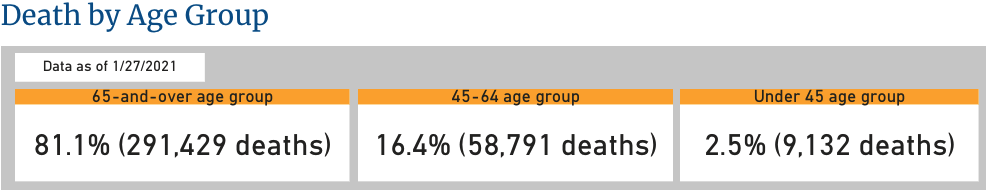 Death by Age Group
Data as of 1/27/2021
65-and-over age group
45-64 age group
Under 45 age group
81.1% (291,429 deaths)
16.4% (58,791 deaths)
2.5% (9,132 deaths)